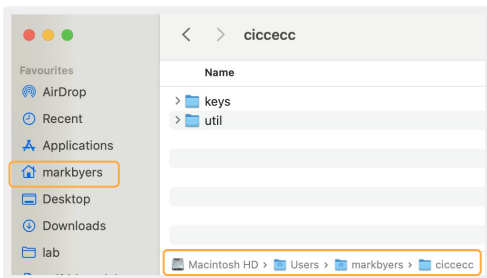 ciccecc
Favourites
AirDrop
Recent
Applications
markbyers
Desktop
Downloads
lab
Name
keys
util
Macintosh HD > Users > markbyers > ciccecc